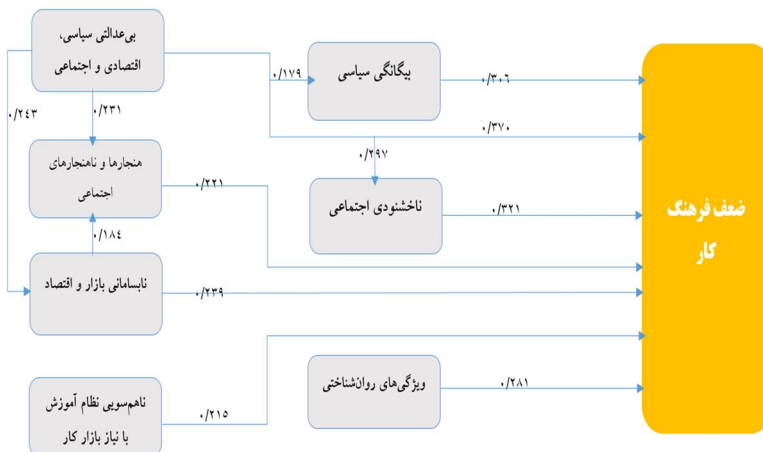 بی‌عدالتی سیاسی،
اقتصادی و اجتماعی
بیگانگی سیاسی
۰/۱۷۹
۰/۳۰۶
۰/۲۴۳
۰/۲۳۱
۰/۳۷۰
۰/۲۹۷
هنجارها و ناهنجارهای
اجتماعی
۰/۲۲۱
ناخشنودی اجتماعی
۰/۳۲۱
ضعف فرهنگ
کار
۰/۱۸۴
نابسامانی بازار و اقتصاد
۰/۲۳۹
ویژگی‌های روان‌شناختی
۰/۲۸۱
ناهم‌سویی نظام آموزش
با نیاز بازار کار
۰/۲۱۵